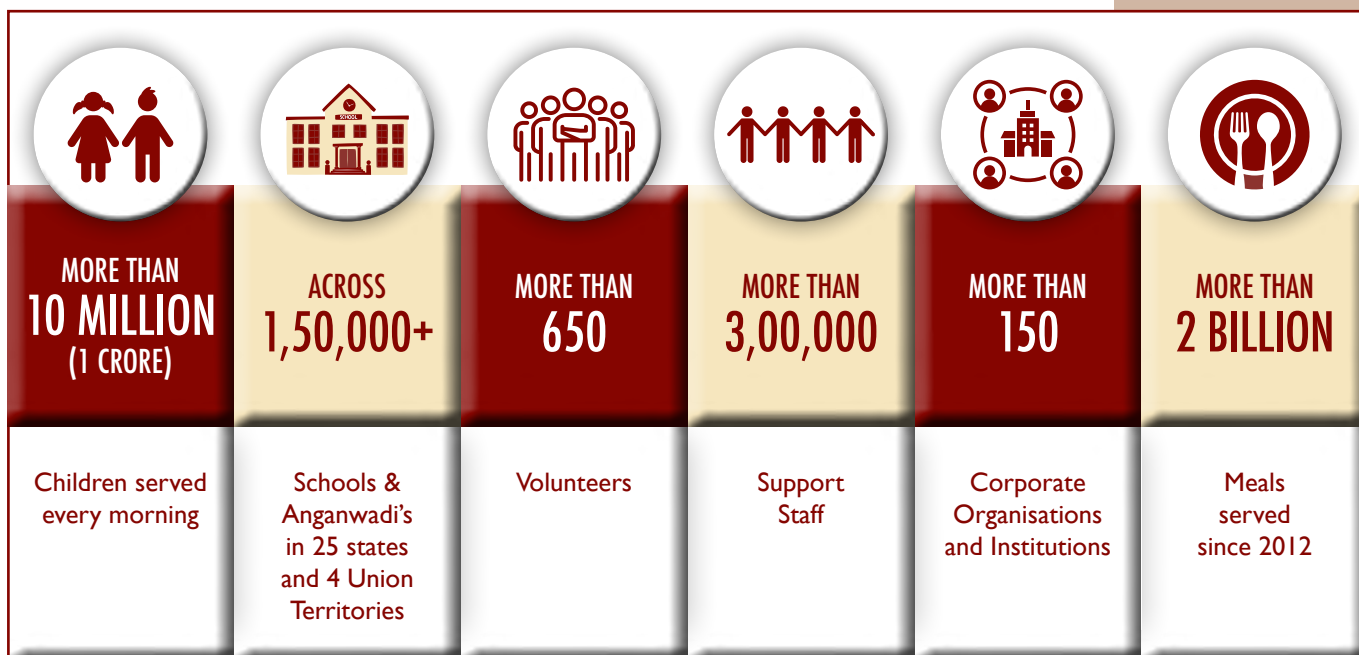 SCHOOL
MORE THAN
10 MILLION
(1 CRORE)
Children served
every morning
ACROSS
1,50,000+
Schools &
Anganwadi's
in 25 states
and 4 Union
Territories
MORE THAN
650
Volunteers
MORE THAN
3,00,000
Support
Staff
MORE THAN
150
Corporate
Organisations
and Institutions
MORE THAN
2 BILLION
Meals
served
since 2012